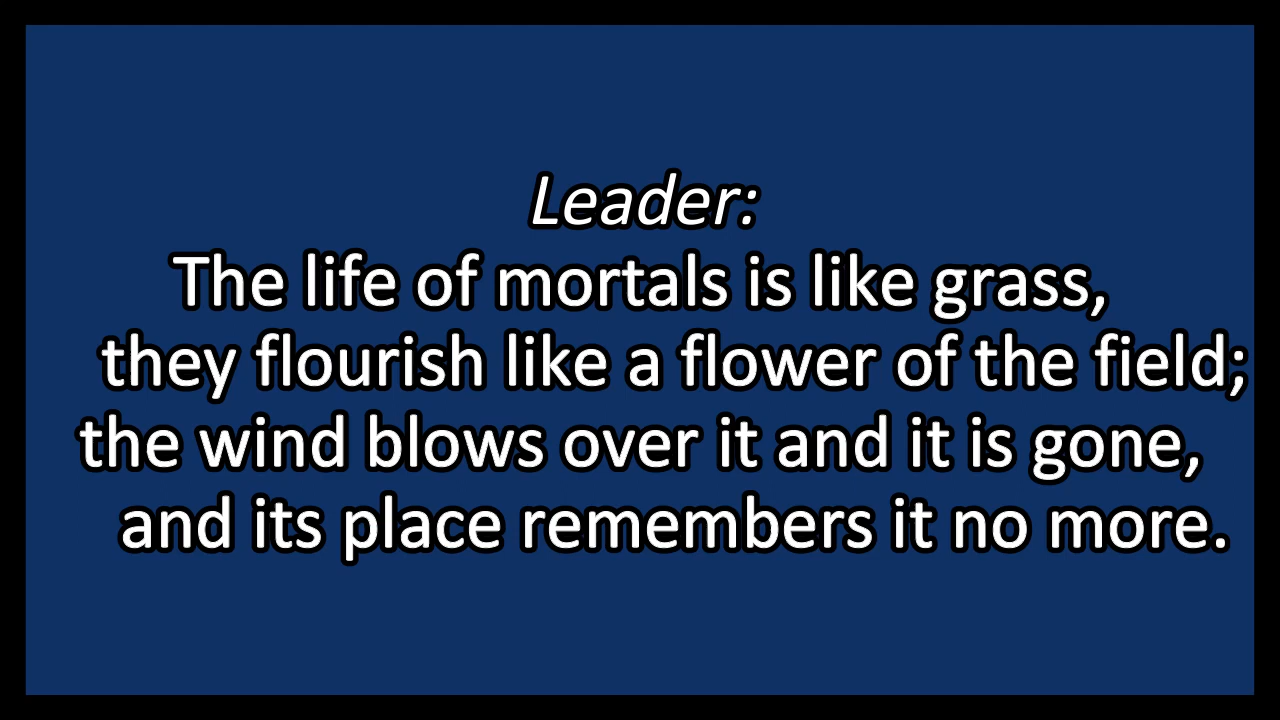 Leader:
The life of mortals is like grass,
they flourish like a flower of the field;
the wind blows over it and it is gone,
and its place remembers it no more.